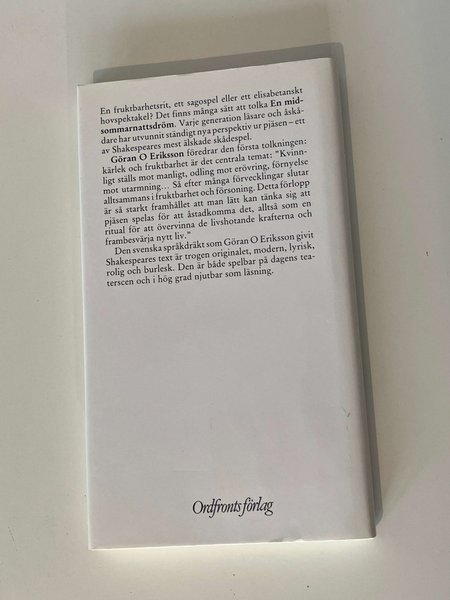 En fruktbarhetsrit, ett sagospel eller ett elisabetanskt
hovspektakel? Det finns många sätt att tolka En mid-
sommarnattsdröm. Varje generation läsare och åskå-
dare har utvunnit ständigt nya perspektiv ur pjäsen – ett
av Shakespeares mest älskade skådespel.
Göran O Eriksson föredrar den första tolkningen:
kärlek och fruktbarhet är det centrala temat: "Kvinn-
ligt ställs mot manligt, odling mot erövring, förnyelse
mot utarmning... Så efter många förvecklingar slutar
alltsammans i fruktbarhet och försoning. Detta förlopp
är så starkt framhållet att man lätt kan tänka sig att
pjäsen spelas för att åstadkomma det, alltså som en
ritual för att övervinna de livshotande krafterna och
frambesvärja nytt liv."
Den svenska språkdräkt som Göran O Eriksson givit
Shakespeares text är trogen originalet, modern, lyrisk,
rolig och burlesk. Den är både spelbar på dagens tea-
terscen och i hög grad njutbar som läsning.
Ordfronts förlag